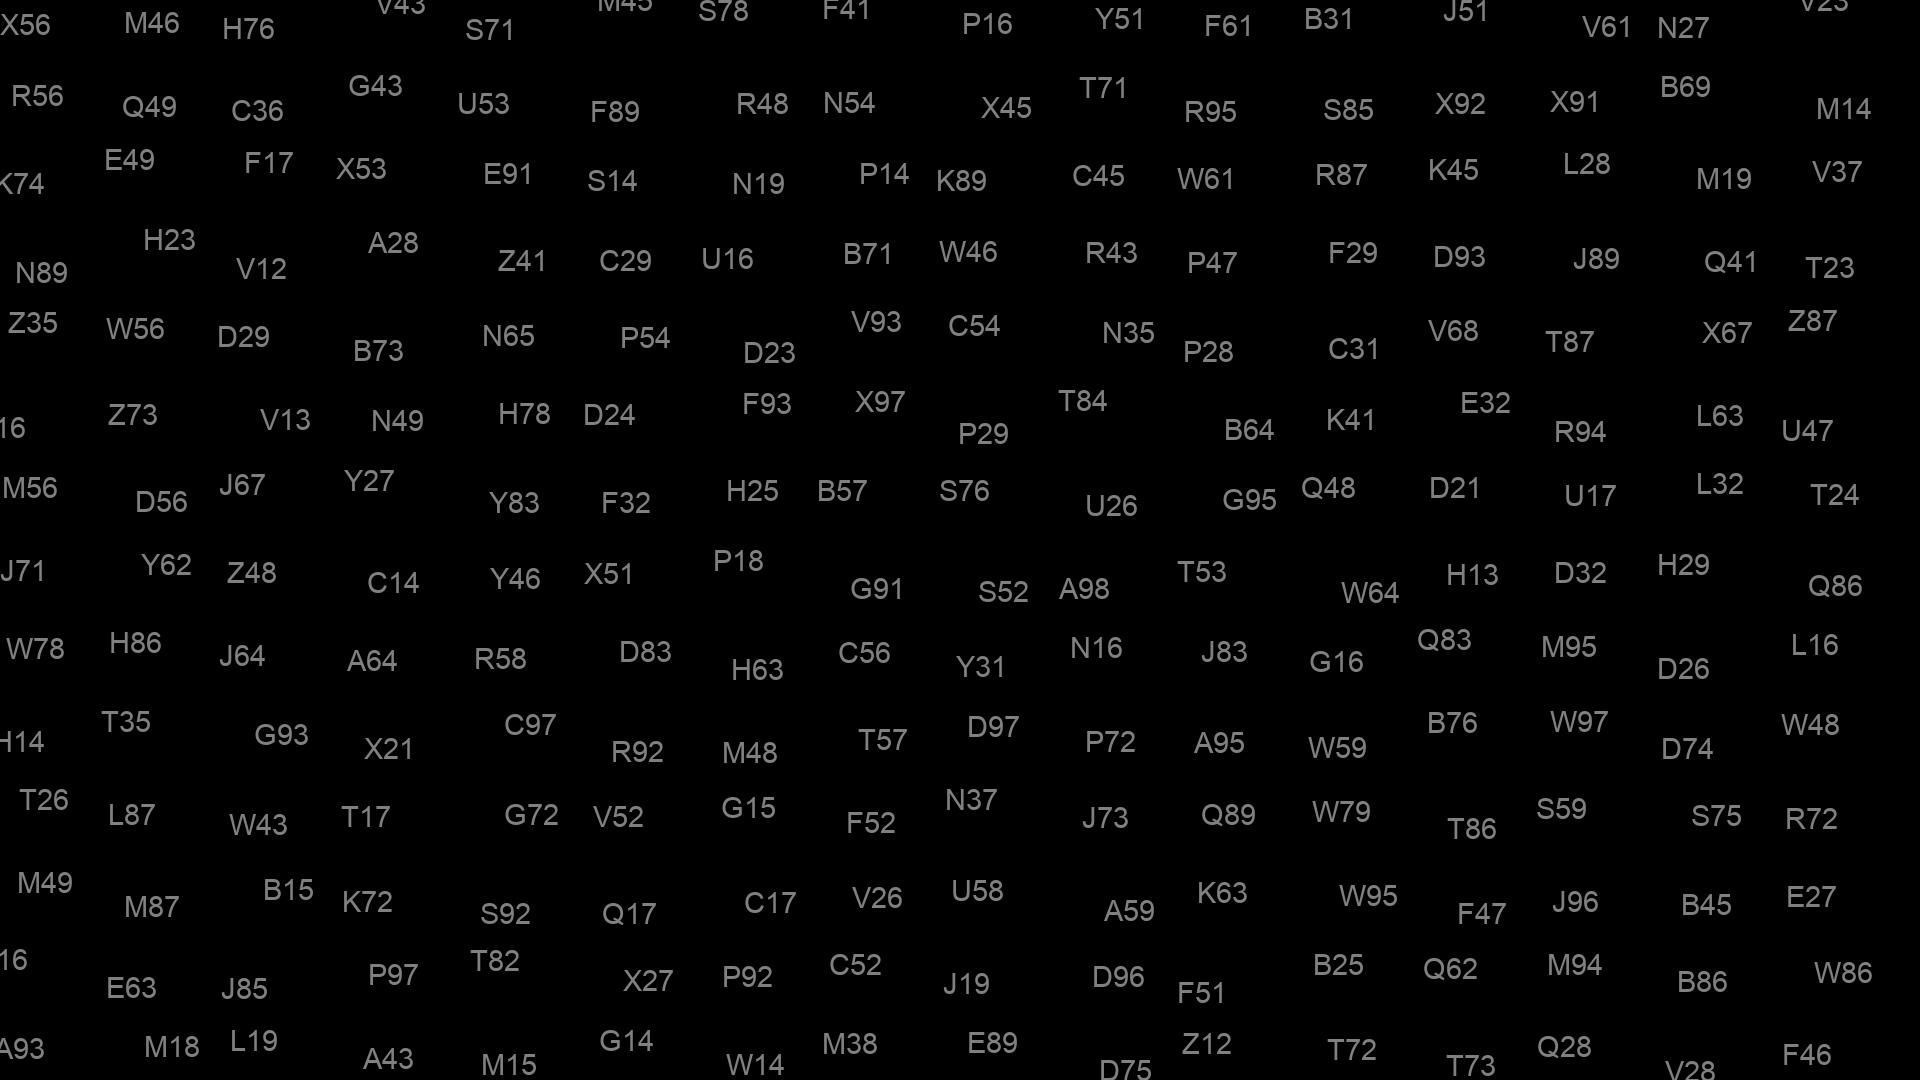 X56 M46 H76 V43 S71 M45 S78 F41 P16 Y51 F61 B31 J51 V61 N27 V23
R56 Q49 C36 G43 U53 F89 R48 N54 X45 T71 R95 S85 X92 X91 B69 M14
K74 E49 F17 X53 E91 S14 N19 P14 K89 C45 W61 R87 K45 L28 M19 V37
N89 H23 V12 A28 Z41 C29 U16 B71 W46 R43 P47 F29 D93 J89 Q41 T23
Z35 W56 D29 B73 N65 P54 D23 V93 C54 N35 P28 C31 V68 T87 X67 Z87
16 Z73 V13 N49 H78 D24 F93 X97 P29 T84 B64 K41 E32 R94 L63 U47
M56 D56 J67 Y27 Y83 F32 H25 B57 S76 U26 G95 Q48 D21 U17 L32 T24
J71 Y62 Z48 C14 Y46 X51 P18 G91 S52 A98 T53 W64 H13 D32 H29 Q86
W78 H86 J64 A64 R58 D83 H63 C56 Y31 N16 J83 G16 Q83 M95 D26 L16
H14 T35 G93 X21 C97 R92 M48 T57 D97 P72 A95 W59 B76 W97 D74 W48
T26 L87 W43 T17 G72 V52 G15 F52 N37 J73 Q89 W79 T86 S59 S75 R72
M49 M87 B15 K72 S92 Q17 C17 V26 U58 A59 K63 W95 F47 J96 B45 E27
16 E63 J85 P97 T82 X27 P92 C52 J19 D96 F51 B25 Q62 M94 B86 W86
A93 M18 L19 A43 M15 G14 W14 M38 E89 D75 Z12 T72 T73 Q28 V28 F46